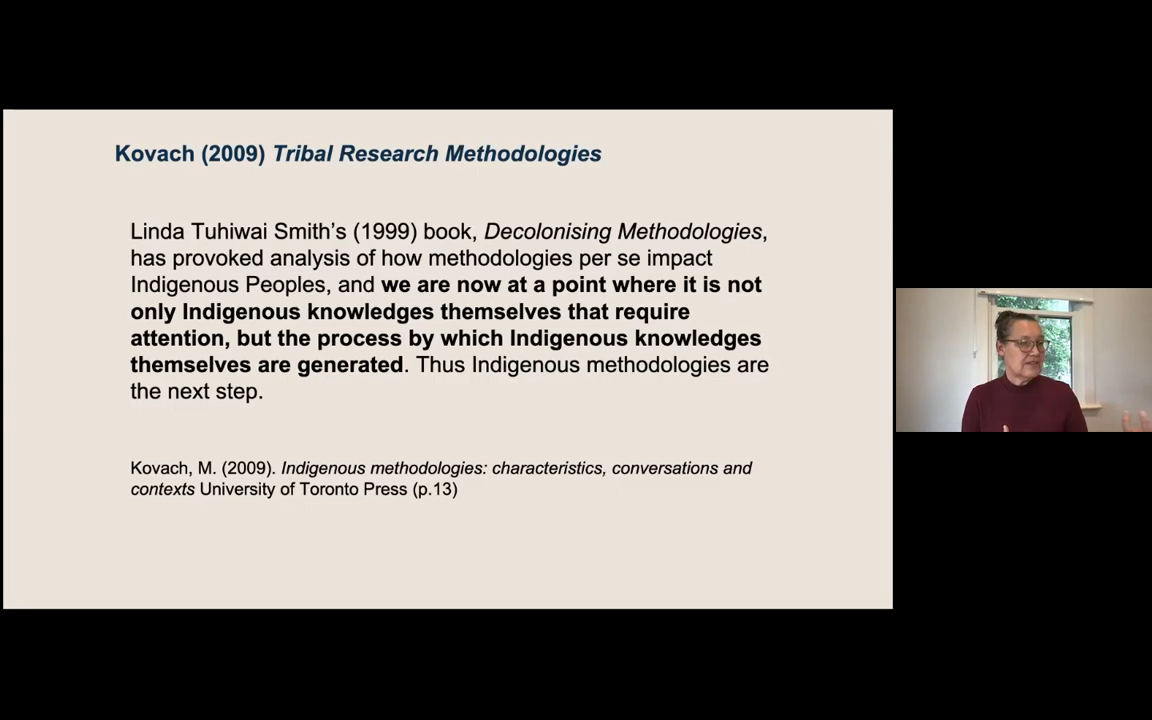 Kovach (2009) Tribal Research Methodologies
Linda Tuhiwai Smith’s (1999) book, Decolonising Methodologies,
has provoked analysis of how methodologies per se impact
Indigenous Peoples, and we are now at a point where it is not
only Indigenous knowledges themselves that require
attention, but the process by which Indigenous knowledges
themselves are generated. Thus Indigenous methodologies are
the next step.
Kovach, M. (2009). Indigenous methodologies: characteristics, conversations and
contexts University of Toronto Press (p.13)